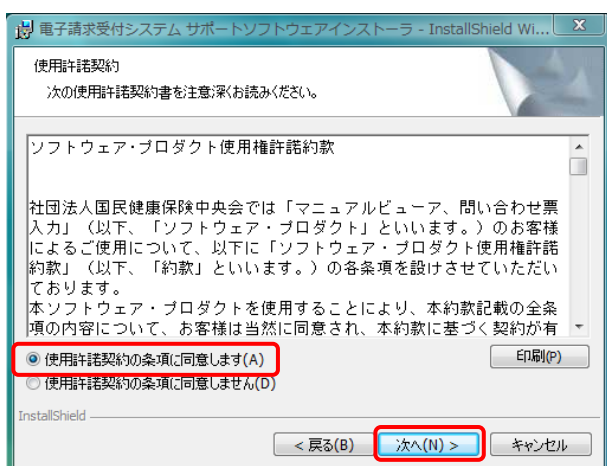 電子請求受付システム サポートソフトウェアインストーラ - InstallShield Wi...
使用許諾契約
次の使用許諾契約書を注意深くお読みください。
ソフトウェア・プロダクト使用権許諾約款
社団法人国民健康保険中央会では「マニュアルビューア、問い合わせ票
入力」（以下、「ソフトウェア・プロダクト」といいます。）のお客様
によるご使用について、以下に「ソフトウェア・プロダクト使用権許諾
約款」（以下、「約款」といいます。）の各条項を設けさせていただい
ております。
本ソフトウェア・プロダクトを使用することにより、本約款記載の全条
項の内容について、お客様は当然に同意され、本約款に基づく契約が有
使用許諾契約の条項に同意します(A)
印刷(P)
使用許諾契約の条項に同意しません(D)
InstallShield
< 戻る(B)
次へ(N) >
キャンセル